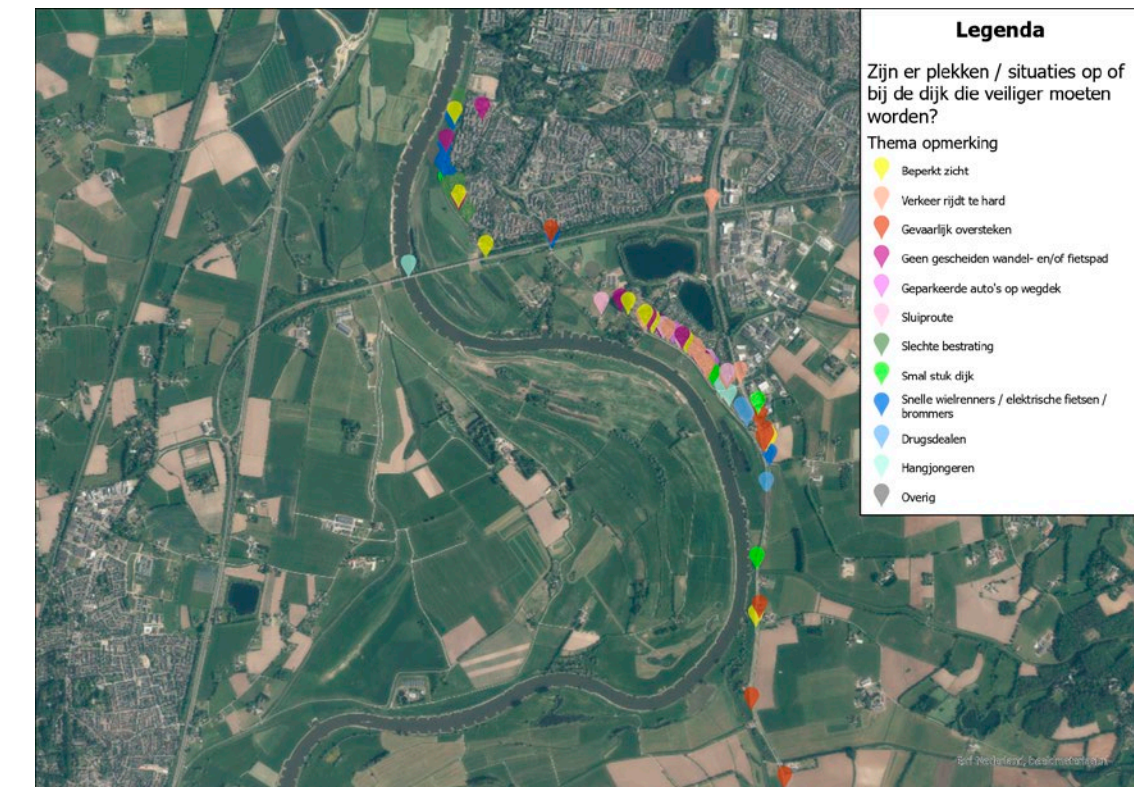 Legenda
Zijn er plekken / situaties op of
bij de dijk die veiliger moeten
worden?
Thema opmerking
Beperkt zicht
Verkeer rijdt te hard
Gevaarlijk oversteken
Geen gescheiden wandel- en/of fietspad
Geparkeerde auto's op wegdek
Sluiproute
Slechte bestrating
Smal stuk dijk
Snelle wielrenners / elektrische fietsen /
brommers
Drugsdealen
Hangjongeren
Overig
Esri Nederland,